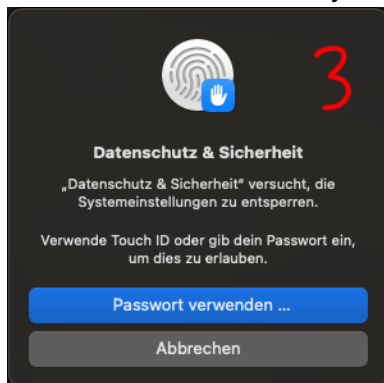 3
Datenschutz & Sicherheit
„Datenschutz & Sicherheit" versucht, die
Systemeinstellungen zu entsperren.
Verwende Touch ID oder gib dein Passwort ein,
um dies zu erlauben.
Passwort verwenden ...
Abbrechen